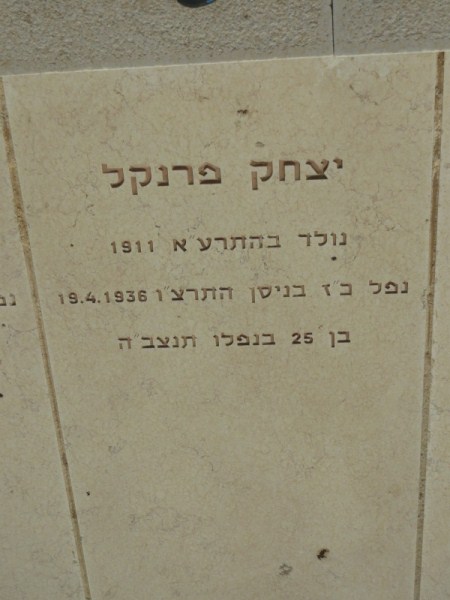 יצחק פרנקל
נולד בהתרע״א 1911
נפל כ״ז בניסן התרצ״ו 19.4.1936
בן 25 בנפלו תנצב״ה